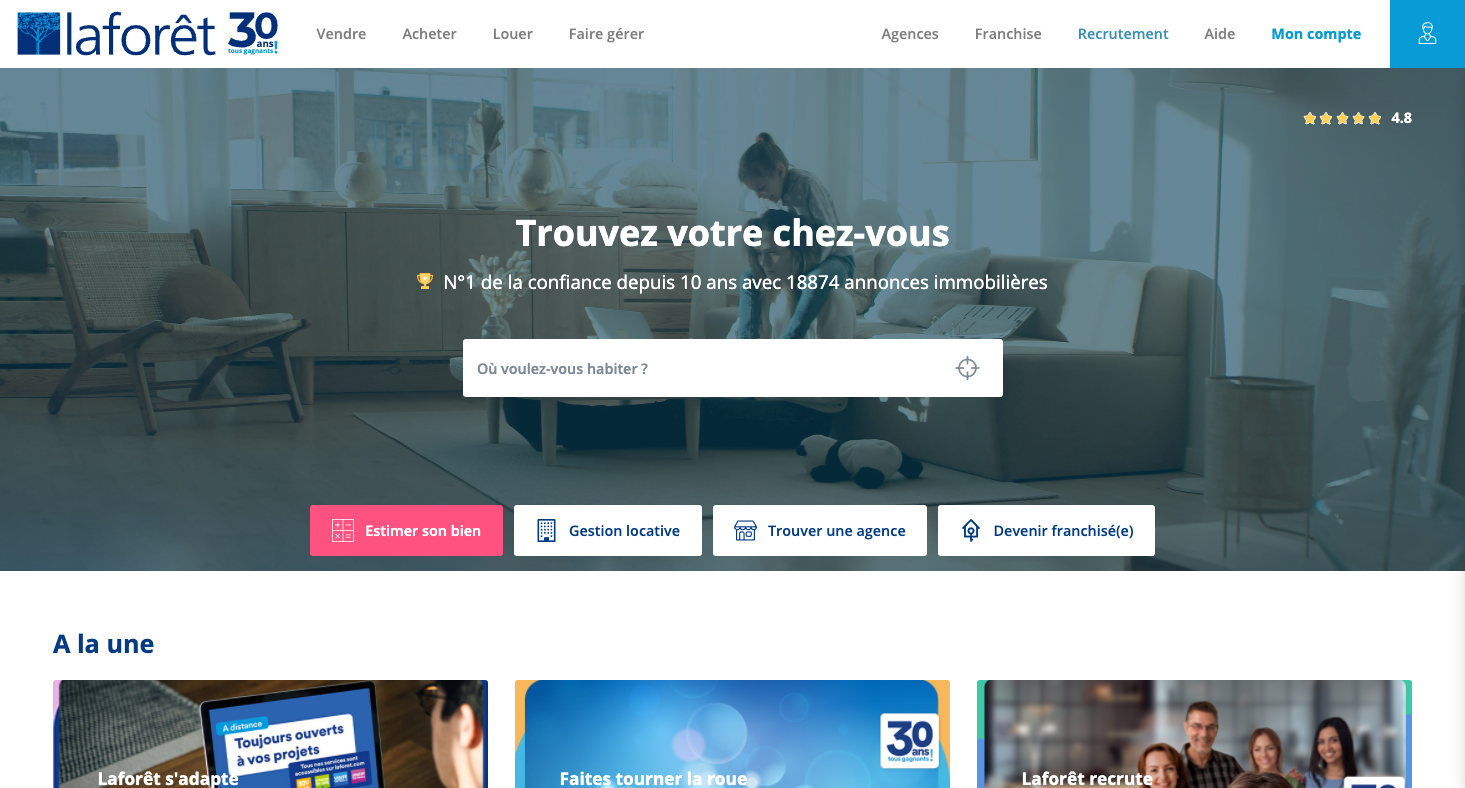 laforêt 30 ans! tous gagnants!
Vendre Acheter Louer Faire gérer Agences Franchise Recrutement Aide Mon compte
4.8
Trouvez votre chez-vous
N°1 de la confiance depuis 10 ans avec 18874 annonces immobilières
Où voulez-vous habiter ?
Estimer son bien Gestion locative Trouver une agence Devenir franchisé(e)
A la une
A distance
Toujours ouverts
à vos projets
Tous nos services sont
accessibles sur laforet.com
Laforêt s'adapte
30
ans!
tous gagnants!
Faites tourner la roue
Laforêt recrute